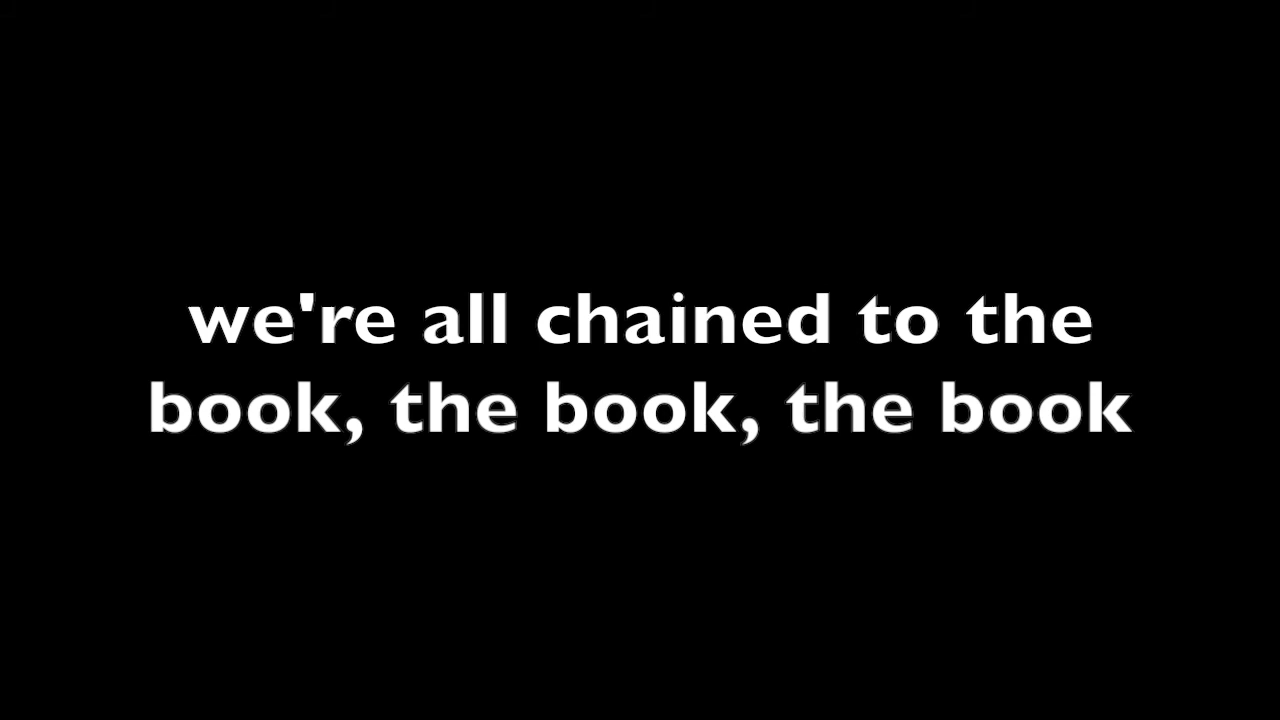 we're all chained to the
book, the book, the book